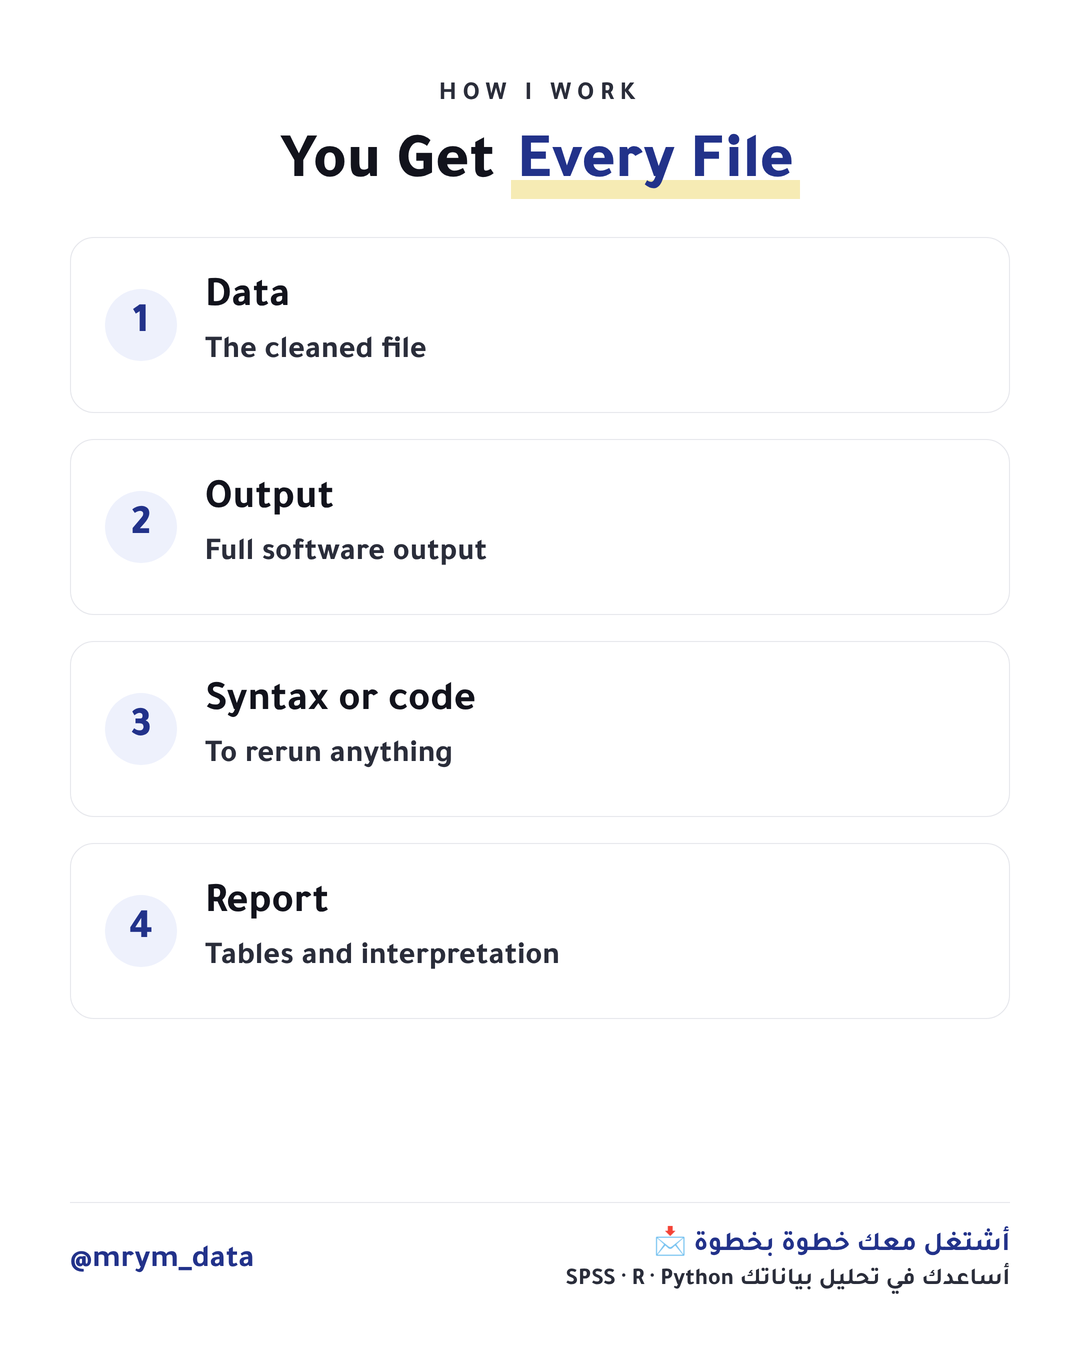 HOW I WORK
You Get Every File
1
Data
The cleaned file
2
Output
Full software output
3
Syntax or code
To rerun anything
4
Report
Tables and interpretation
@mrym_data
أشتغل معك خطوة بخطوة 📩
أساعدك في تحليل بياناتك SPSS · R · Python